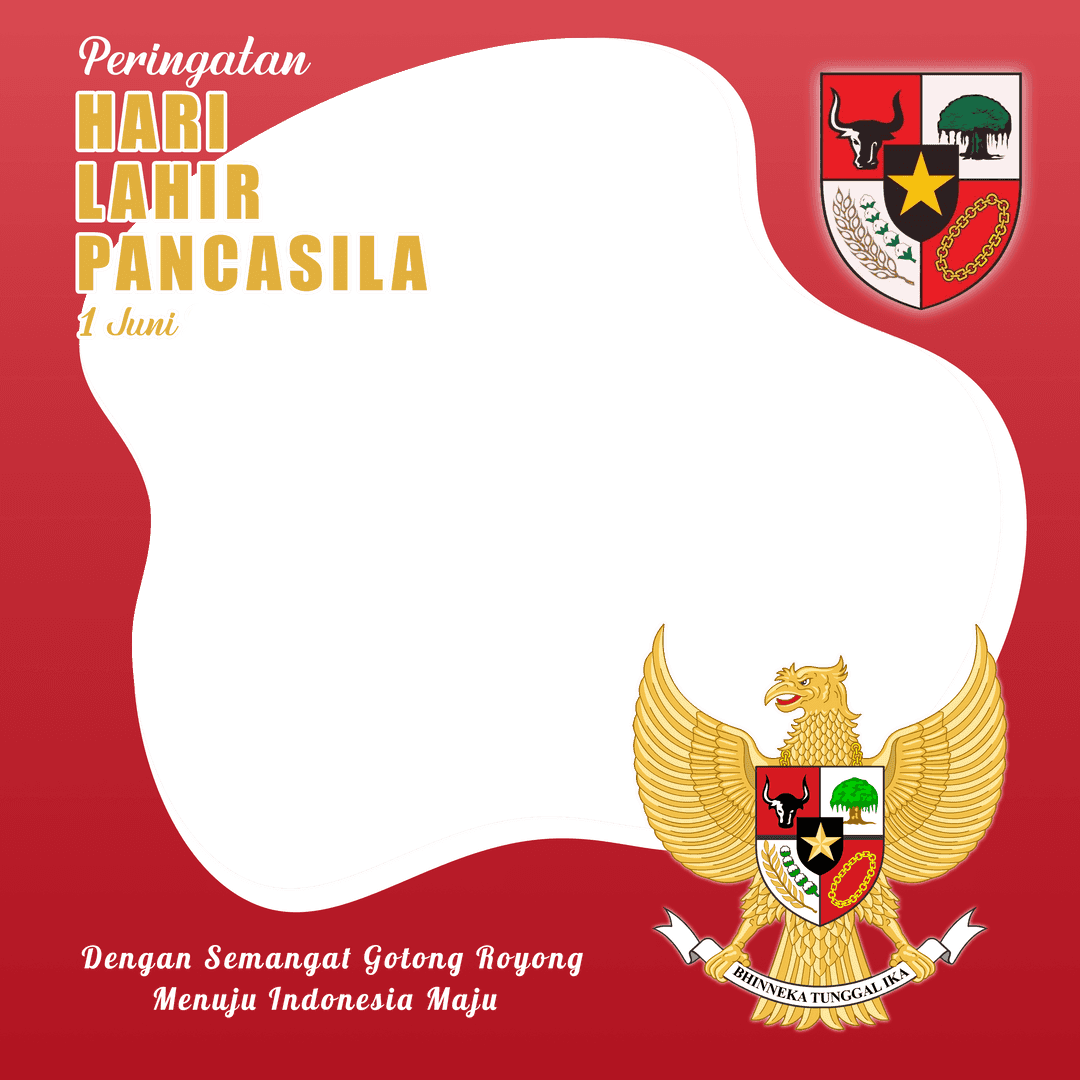 Peringatan
HARI
LAHIR
PANCASILA
1 Juni
BHINNEKA TUNGGAL IKA
Dengan Semangat Gotong Royong
Menuju Indonesia Maju